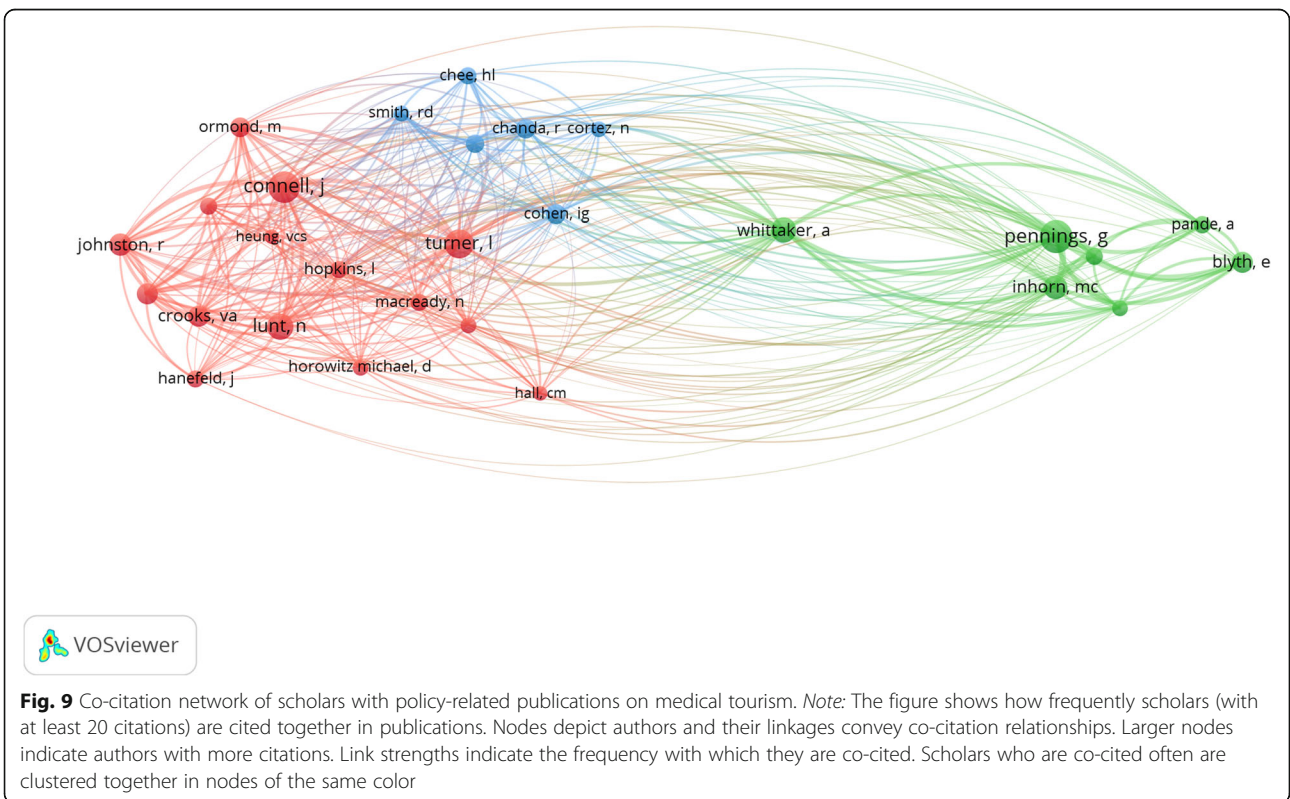 chee, hl
smith, rd
ormond, m
chanda, r
cortez, n
connell, j
cohen, ig
pande, a
whittaker, a
heung, vcs
pennings, g
johnston, r
turner, l
blyth, e
hopkins, l
inhorn, mc
macready, n
crooks, va
lunt, n
horowitz michael, d
hanefeld, j
hall, cm
VOSviewer
Fig. 9 Co-citation network of scholars with policy-related publications on medical tourism. Note: The figure shows how frequently scholars (with
at least 20 citations) are cited together in publications. Nodes depict authors and their linkages convey co-citation relationships. Larger nodes
indicate authors with more citations. Link strengths indicate the frequency with which they are co-cited. Scholars who are co-cited often are
clustered together in nodes of the same color